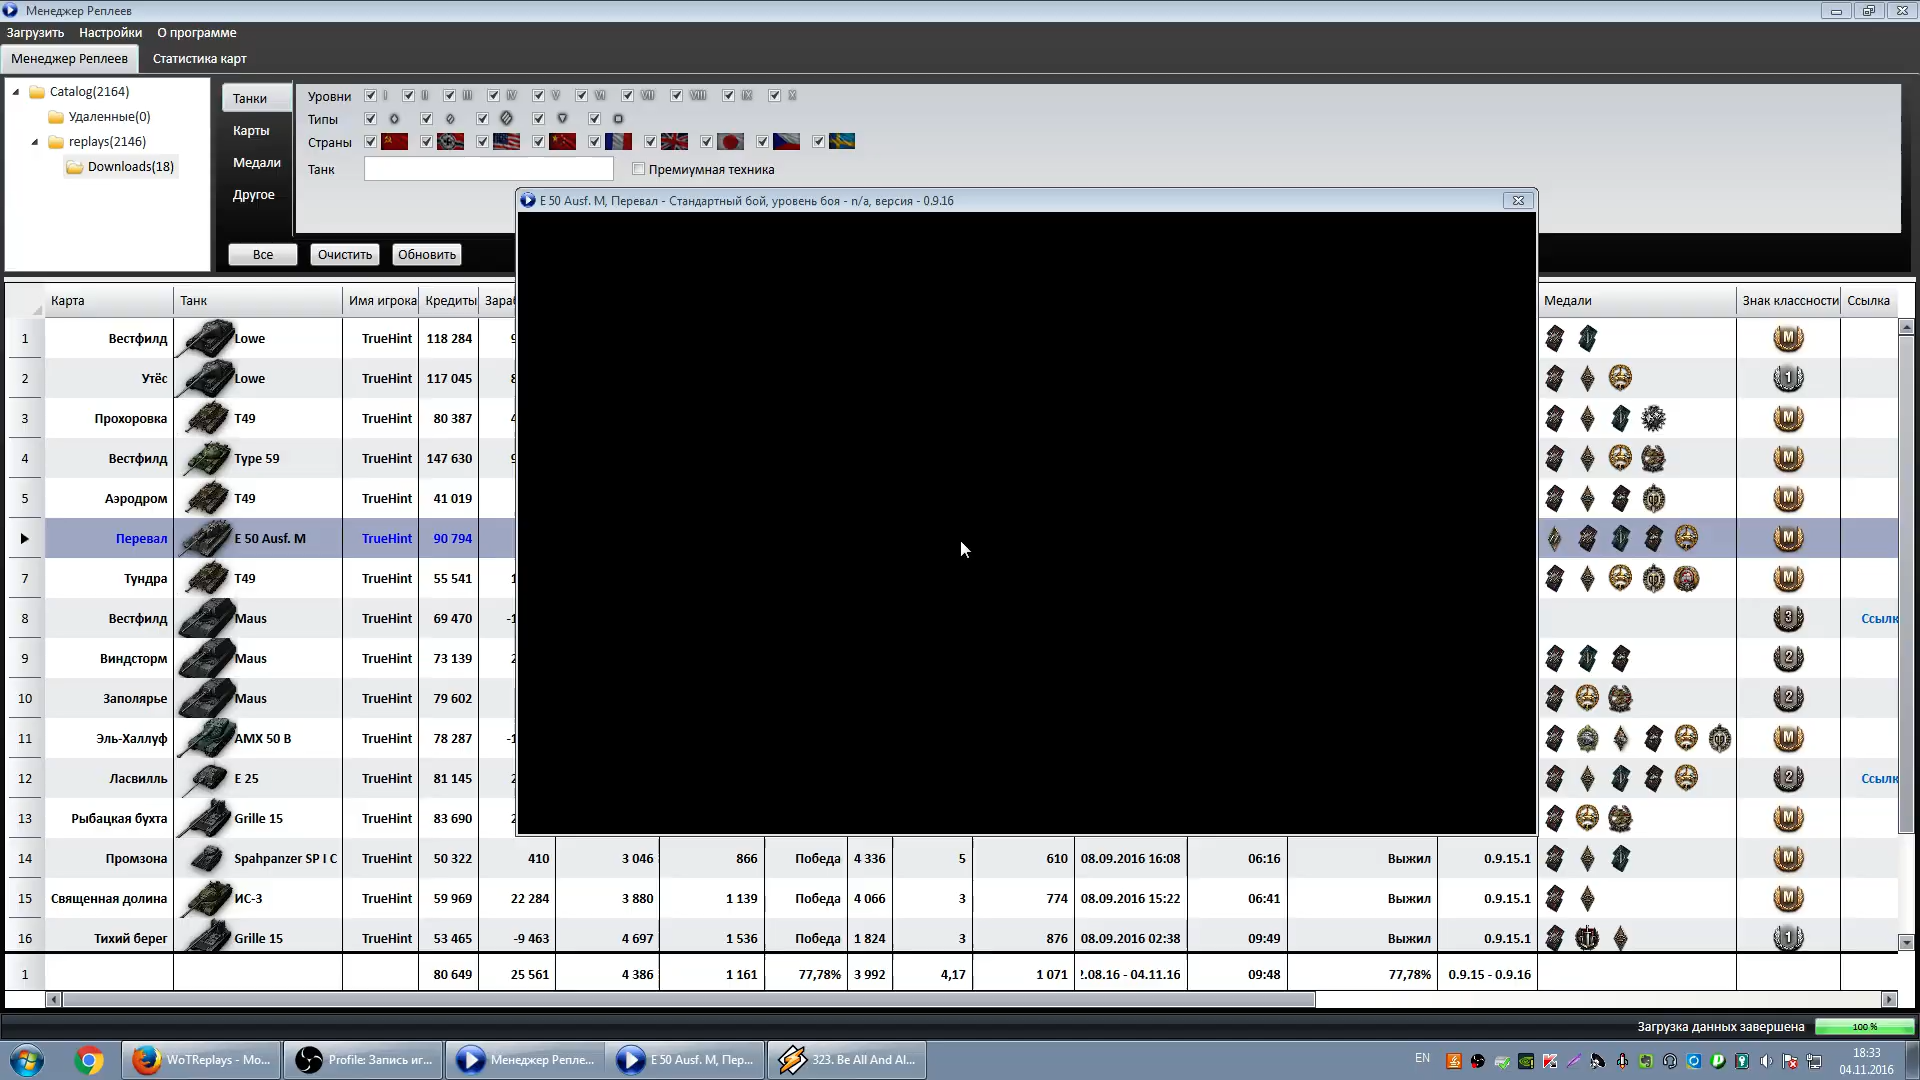 Менеджер Реплеев
Загрузить Настройки О программе
Менеджер Реплеев Статистика карт
Catalog(2164)
Удаленные(0)
replays(2146)
Downloads(18)
Танки
Карты
Медали
Другое
Уровни I II III IV V VI VII VIII IX X
Типы
Страны
Танк Премиумная техника
Все Очистить Обновить
E 50 Ausf. M, Перевал - Стандартный бой, уровень боя - n/a, версия - 0.9.16
Карта Танк Имя игрока Кредиты Медали Знак классности Ссылка
1 Вестфилд Lowe TrueHint 118 284
2 Утёс Lowe TrueHint 117 045
3 Прохоровка T49 TrueHint 80 387
4 Вестфилд Type 59 TrueHint 147 630
5 Аэродром T49 TrueHint 41 019
Перевал E 50 Ausf. M TrueHint 90 794
7 Тундра T49 TrueHint 55 541
8 Вестфилд Maus TrueHint 69 470
9 Виндсторм Maus TrueHint 73 139
10 Заполярье Maus TrueHint 79 602
11 Эль-Халлуф AMX 50 B TrueHint 78 287
12 Ласвилль E 25 TrueHint 81 145
13 Рыбацкая бухта Grille 15 TrueHint 83 690
14 Промзона Spahpanzer SP I C TrueHint 50 322 410 3 046 866 Победа 4 336 5 610 08.09.2016 16:08 06:16 Выжил 0.9.15.1
15 Священная долина ИС-3 TrueHint 59 969 22 284 3 880 1 139 Победа 4 066 3 774 08.09.2016 15:22 06:41 Выжил 0.9.15.1
16 Тихий берег Grille 15 TrueHint 53 465 -9 463 4 697 1 536 Победа 1 824 3 876 08.09.2016 02:38 09:49 Выжил 0.9.15.1
1 80 649 25 561 4 386 1 161 77,78% 3 992 4,17 1 071 2.08.16 - 04.11.16 09:48 77,78% 0.9.15 - 0.9.16
Загрузка данных завершена 100 %
WoTReplays - Mo... Profile: Запись иг... Менеджер Репле... E 50 Ausf. M, Пер... 323. Be All And Al... EN 18:33
04.11.2016